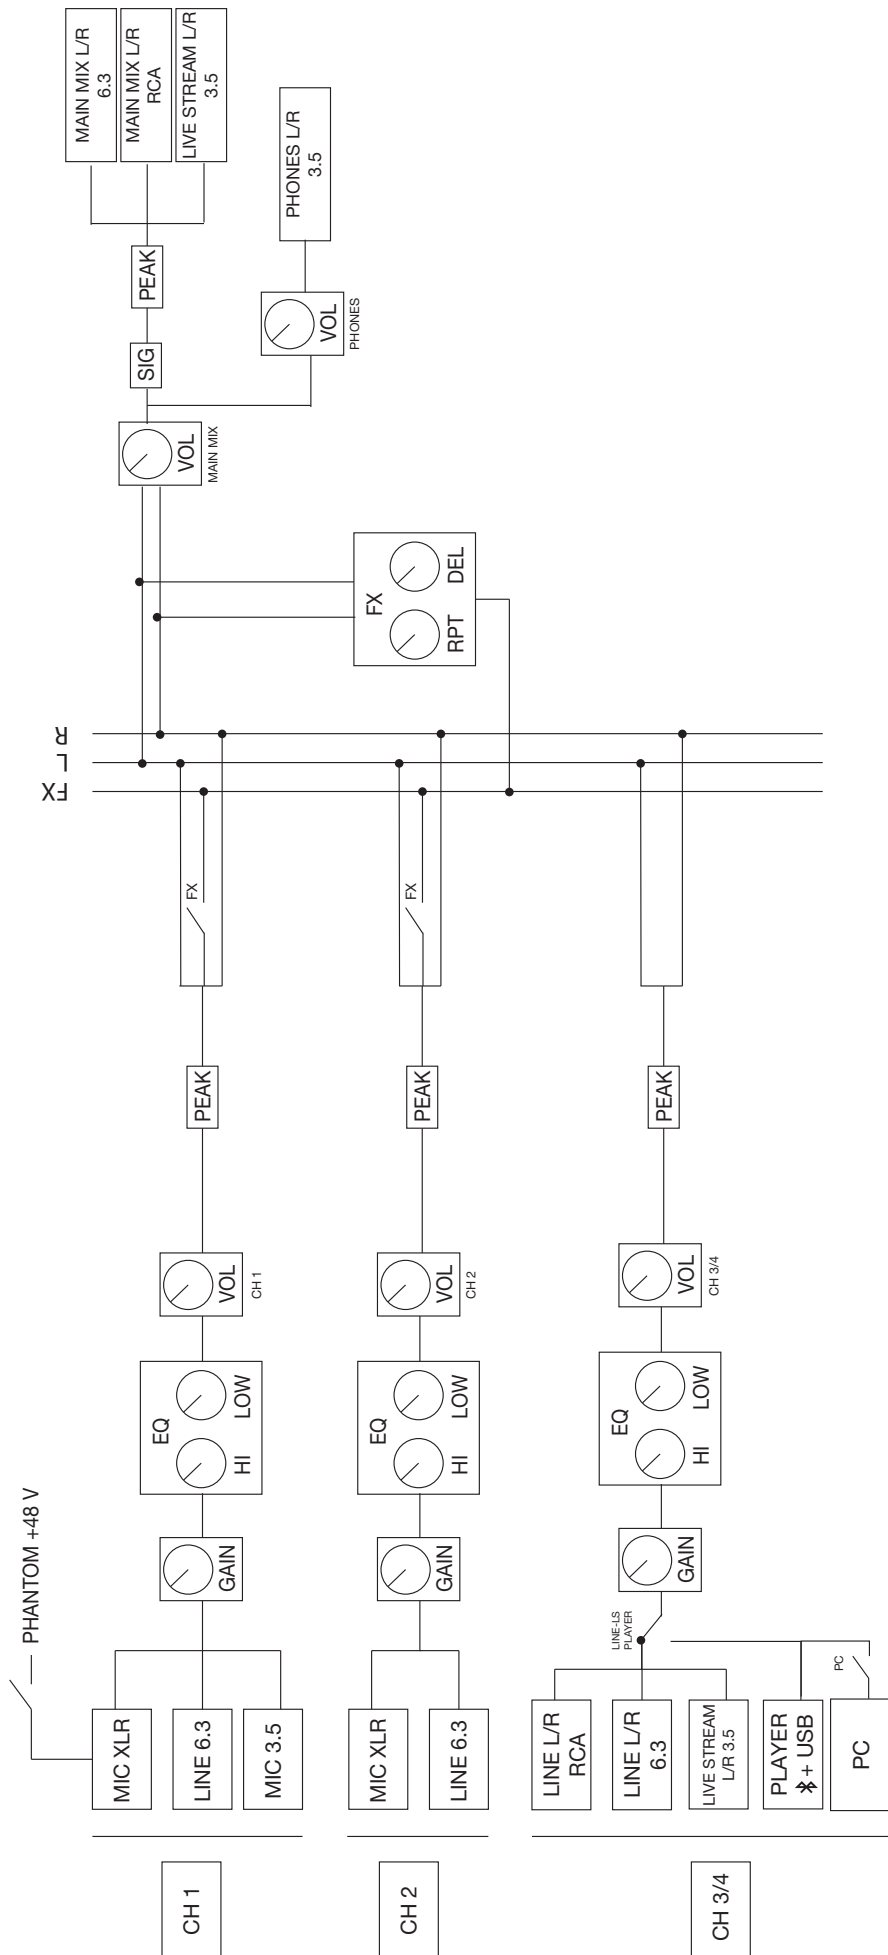 CH 1
MIC XLR
LINE 6.3
MIC 3.5
PHANTOM +48 V
GAIN
EQ
HI
LOW
VOL
CH 1
PEAK
FX
CH 2
MIC XLR
LINE 6.3
GAIN
EQ
HI
LOW
VOL
CH 2
PEAK
FX
CH 3/4
LINE L/R
RCA
LINE L/R
6.3
LIVE STREAM
L/R 3.5
PLAYER
+ USB
PC
LINE-LS
PLAYER
PC
GAIN
EQ
HI
LOW
VOL
CH 3/4
PEAK
FX
L
R
FX
RPT
DEL
VOL
MAIN MIX
SIG
PEAK
MAIN MIX L/R
6.3
MAIN MIX L/R
RCA
LIVE STREAM L/R
3.5
VOL
PHONES
PHONES L/R
3.5